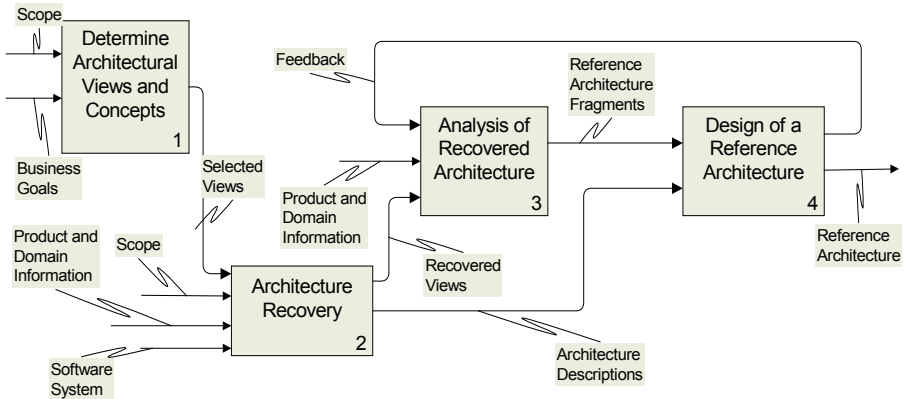 Scope
Determine
Architectural
Views and
Concepts
1
Business
Goals
Selected
Views
Feedback
Reference
Architecture
Fragments
Analysis of
Recovered
Architecture
3
Design of a
Reference
Architecture
4
Product and
Domain
Information
Reference
Architecture
Product and
Domain
Information
Scope
Architecture
Recovery
2
Recovered
Views
Software
System
Architecture
Descriptions